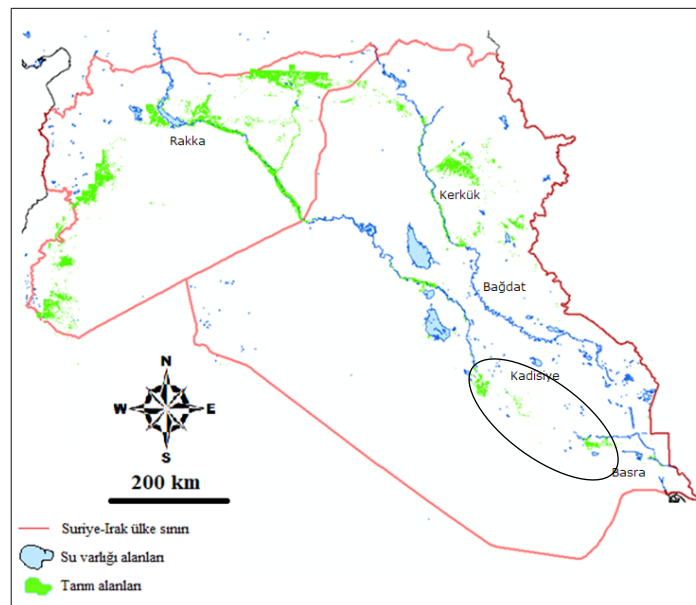 Rakka
Kerkük
Bağdat
Kadisiye
Basra
N
W E
S
200 km
Suriye-Irak ülke sınırı
Su varlığı alanları
Tarım alanları